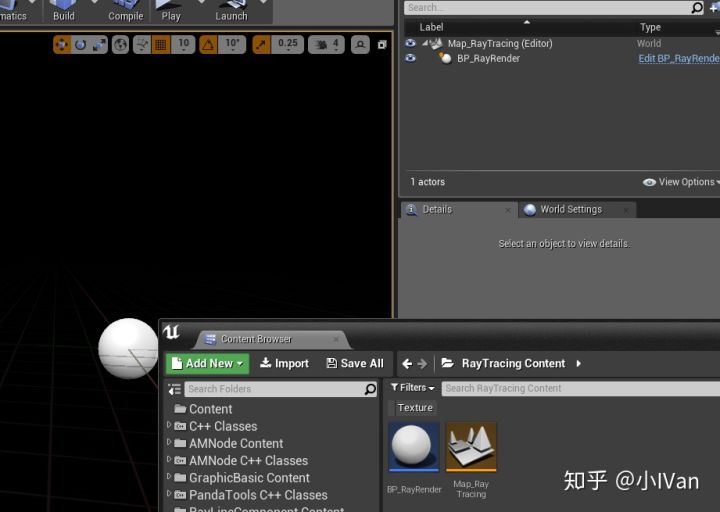 Search...
matics
Build
Compile
Play
Launch
Label
Type
10
10°
0.25
4
Map_RayTracing (Editor)
World
BP_RayRender
Edit BP_RayRende
1 actors
View Options
Details
World Settings
Select an object to view details.
Content Browser
Add New
Import
Save All
RayTracing Content
Search Folders
Filters
Search RayTracing Content
Content
Texture
C++ Classes
AMNode Content
AMNode C++ Classes
GraphicBasic Content
PandaTools C++ Classes
RayLineComponent Content
BP_RayRender
Map_Ray
Tracing
知乎 @小IVan